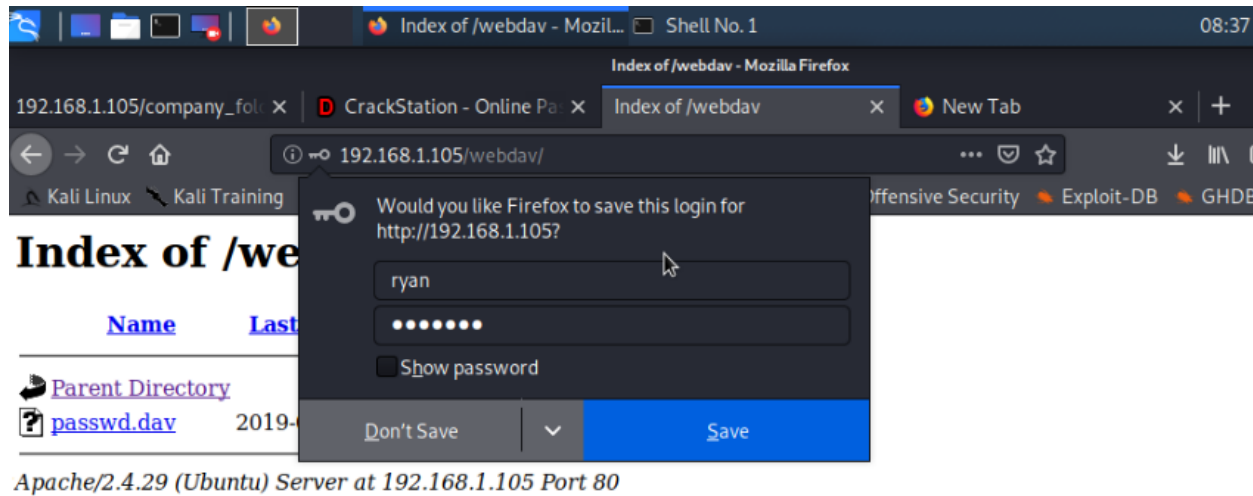 Index of /webdav - Mozil... Shell No. 1 08:37
Index of /webdav - Mozilla Firefox
192.168.1.105/company_fol CrackStation - Online Pa Index of /webdav New Tab
192.168.1.105/webdav/
Kali Linux Kali Training Offensive Security Exploit-DB GHDB
Would you like Firefox to save this login for
http://192.168.1.105?
Index of /we
ryan
Name Last
•••••••
Show password
Parent Directory
passwd.dav 2019-
Don't Save Save
Apache/2.4.29 (Ubuntu) Server at 192.168.1.105 Port 80